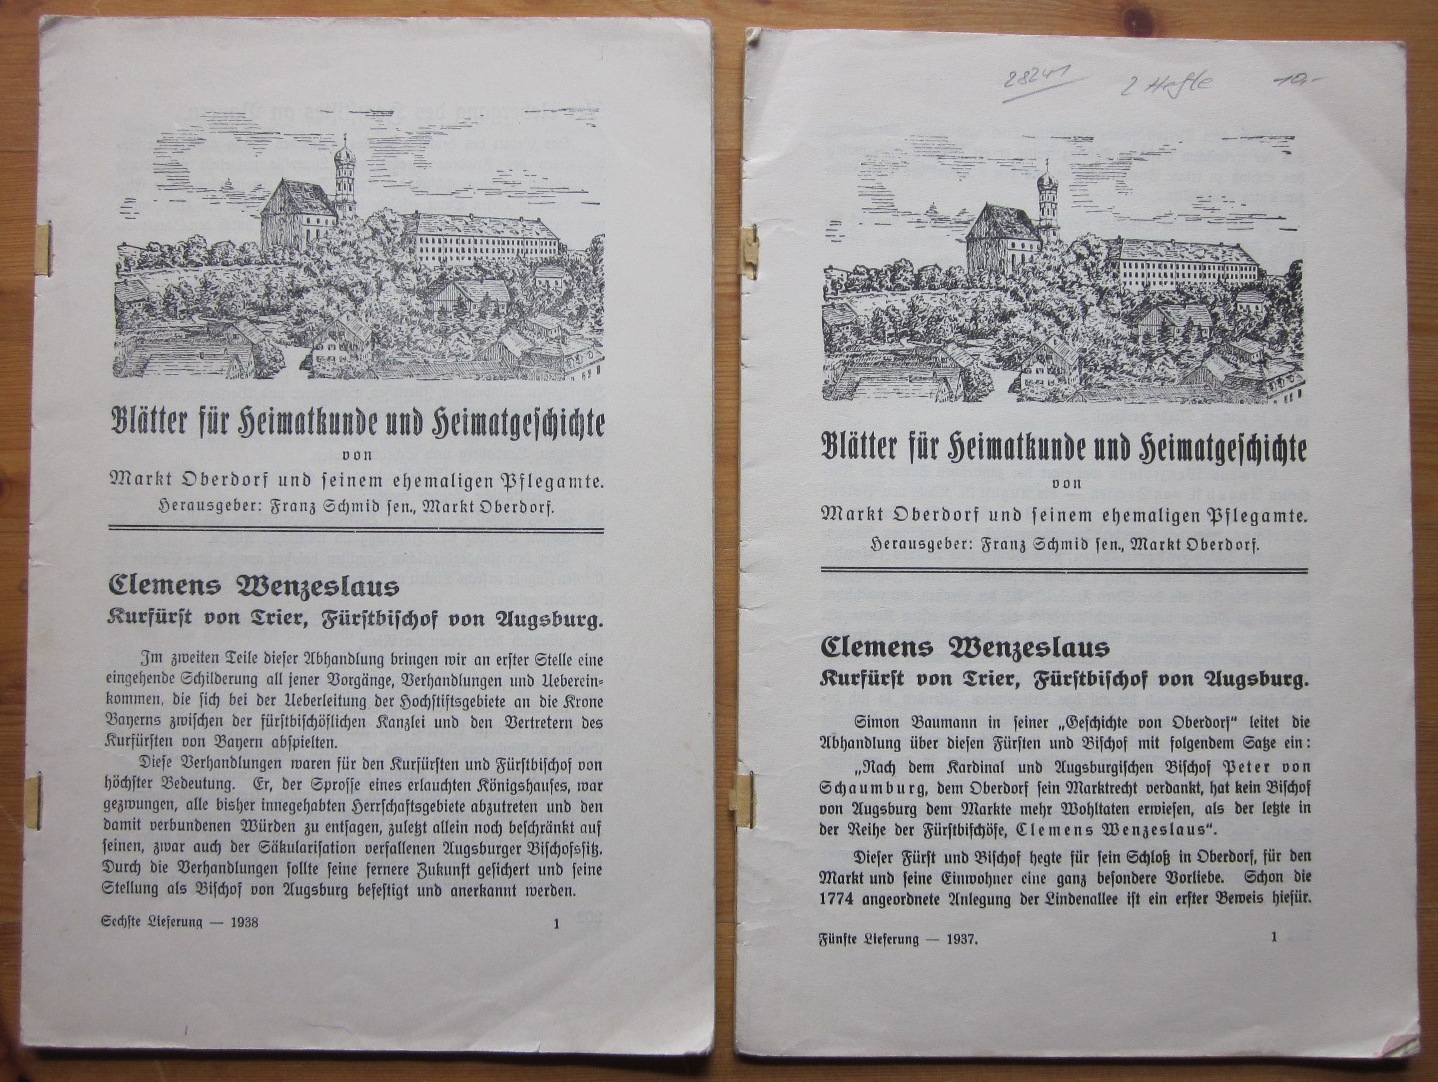 Blätter für Heimatkunde und Heimatgeschichte
von
Markt Oberdorf und seinem ehemaligen Pflegamte.
Herausgeber: Franz Schmid sen., Markt Oberdorf.
Clemens Wenzeslaus
Kurfürst von Trier, Fürstbischof von Augsburg.
Im zweiten Teile dieser Abhandlung bringen wir an erster Stelle eine
eingehende Schilderung all jener Vorgänge, Verhandlungen und Ueberein-
kommen, die sich bei der Ueberleitung der Hochstiftsgebiete an die Krone
Bayerns zwischen der fürstbischöflichen Kanzlei und den Vertretern des
Kurfürsten von Bayern abspielten.
Diese Verhandlungen waren für den Kurfürsten und Fürstbischof von
höchster Bedeutung. Er, der Sprosse eines erlauchten Königshauses, war
gezwungen, alle bisher innegehabten Herrschaftsgebiete abzutreten und den
damit verbundenen Würden zu entsagen, zuletzt allein noch beschränkt auf
seinen, zwar auch der Säkularisation verfallenen Augsburger Bischofssitz.
Durch die Verhandlungen sollte seine fernere Zukunft gesichert und seine
Stellung als Bischof von Augsburg befestigt und anerkannt werden.
Sechste Lieferung — 1938 1
28241 2 Hefte 10,-
Blätter für Heimatkunde und Heimatgeschichte
von
Markt Oberdorf und seinem ehemaligen Pflegamte.
Herausgeber: Franz Schmid sen., Markt Oberdorf.
Clemens Wenzeslaus
Kurfürst von Trier, Fürstbischof von Augsburg.
Simon Baumann in seiner „Geschichte von Oberdorf“ leitet die
Abhandlung über diesen Fürsten und Bischof mit folgendem Satze ein:
„Nach dem Kardinal und Augsburgischen Bischof Peter von
Schaumburg, dem Oberdorf sein Marktrecht verdankt, hat kein Bischof
von Augsburg dem Markte mehr Wohltaten erwiesen, als der letzte in
der Reihe der Fürstbischöfe, Clemens Wenzeslaus“.
Dieser Fürst und Bischof hegte für sein Schloß in Oberdorf, für den
Markt und seine Einwohner eine ganz besondere Vorliebe. Schon die
1774 angeordnete Anlegung der Lindenallee ist ein erster Beweis hiefür.
Fünfte Lieferung — 1937. 1